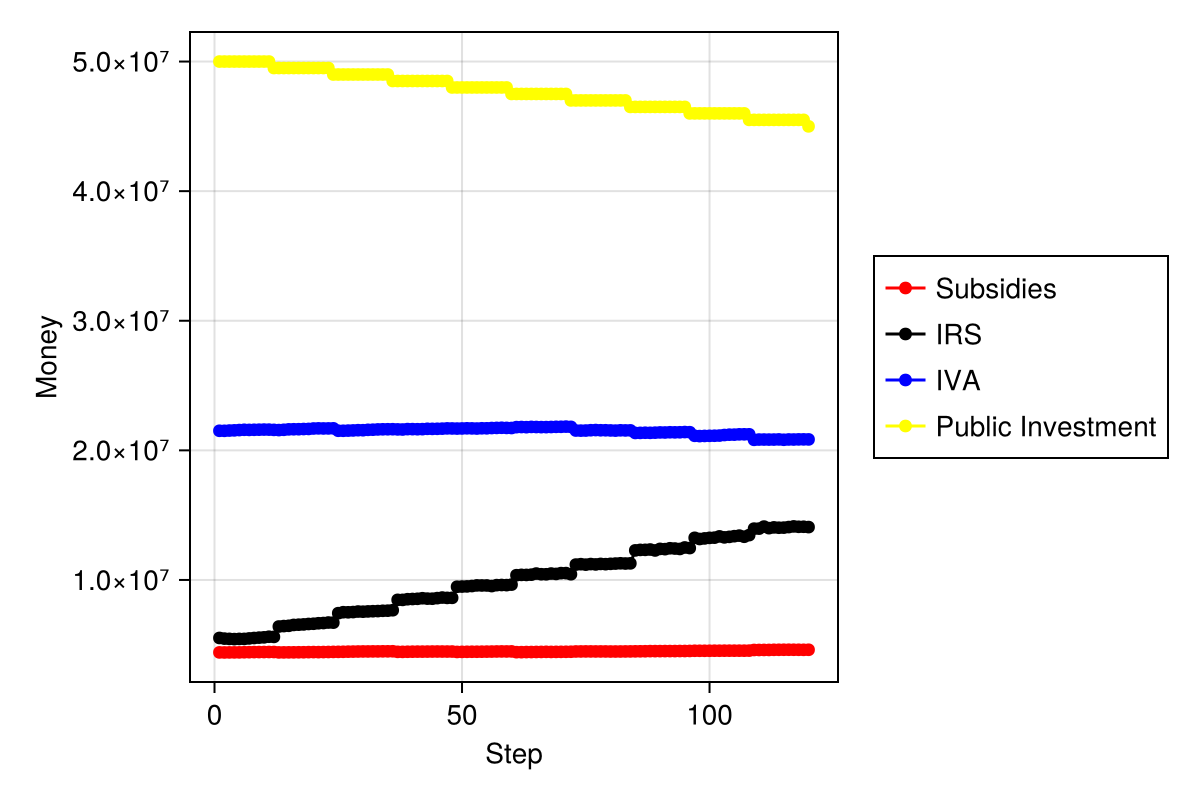 5.0×10⁷
4.0×10⁷
3.0×10⁷
2.0×10⁷
1.0×10⁷
Money
0
50
100
Step
Subsidies
IRS
IVA
Public Investment